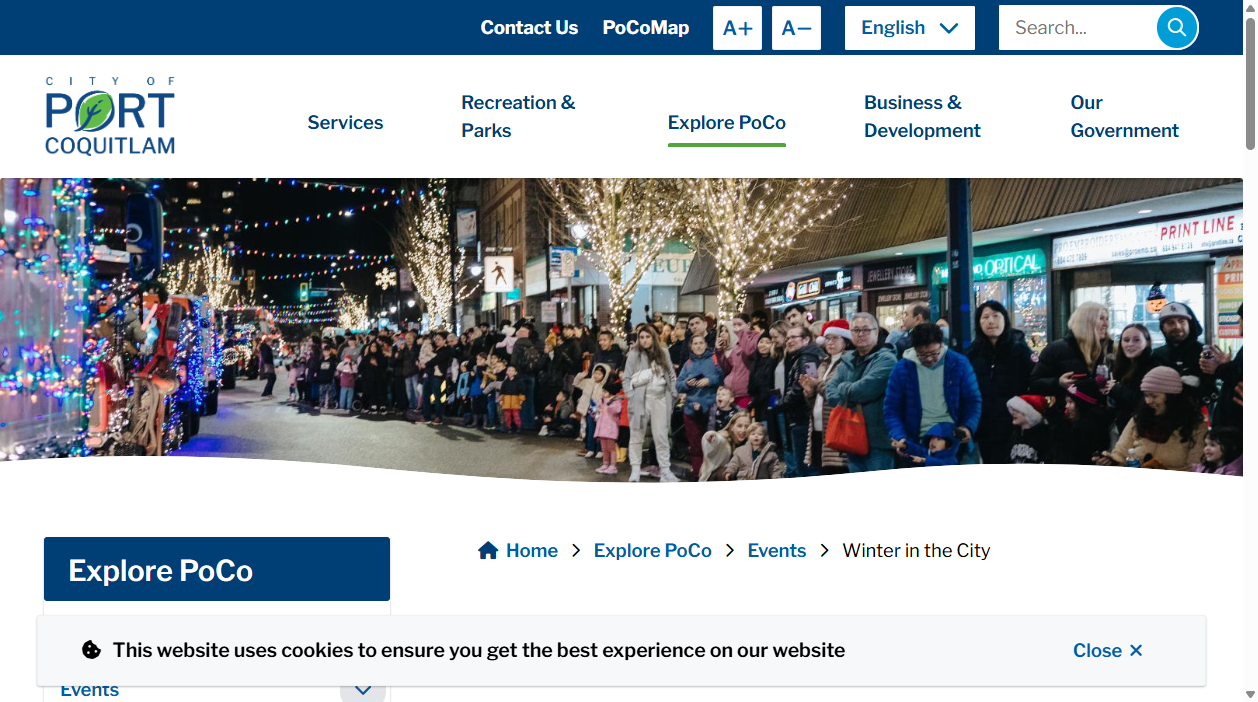 Contact Us
PoCoMap
A+
A−
English
Search...
CITY OF
PORT
COQUITLAM
Services
Recreation &
Parks
Explore PoCo
Business &
Development
Our
Government
PRINT LINE
OPTICAL
Explore PoCo
Home
Explore PoCo
Events
Winter in the City
This website uses cookies to ensure you get the best experience on our website
Close
Events